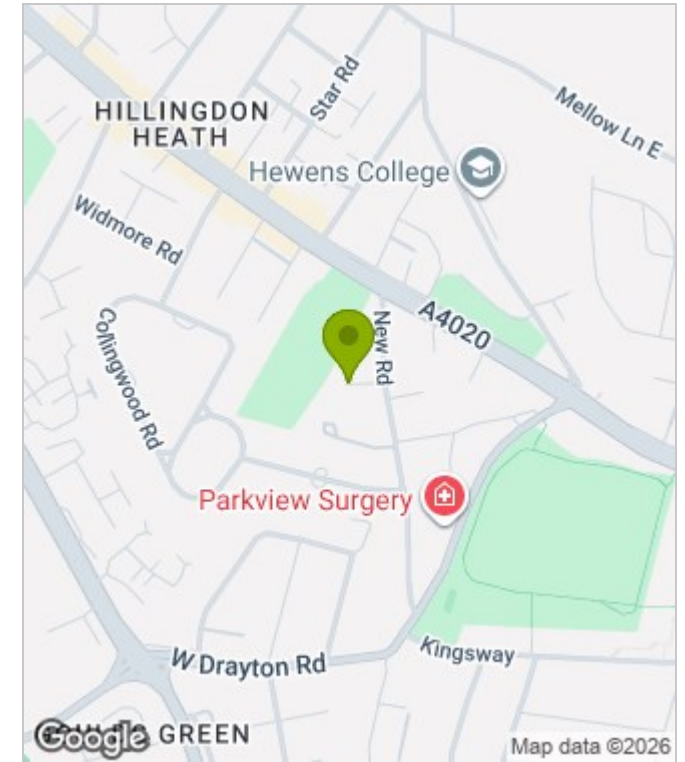 Star Rd
Mellow Ln E
HILLINGDON
HEATH
Hewens College
Widmore Rd
A4020
New Rd
Collingwood Rd
Parkview Surgery
Kingsway
W Drayton Rd
GREEN
Google
Map data ©2026